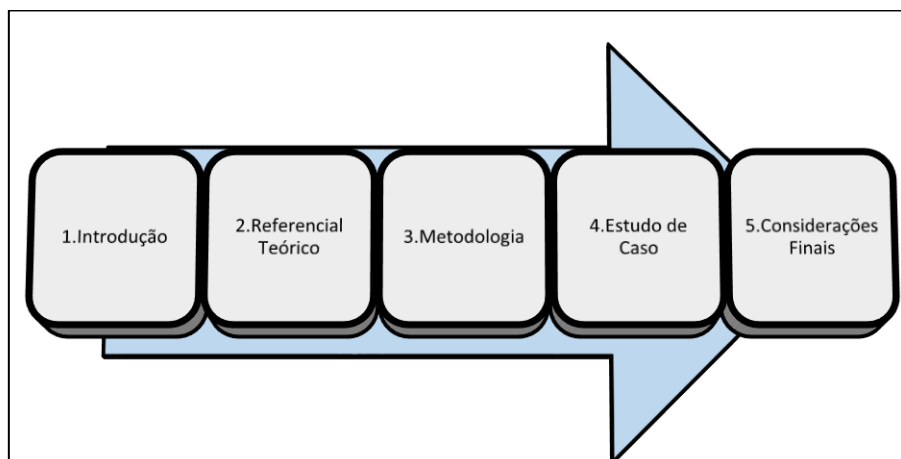 1.Introdução
2.Referencial
Teórico
3.Metodologia
4.Estudo de
Caso
5.Considerações
Finais